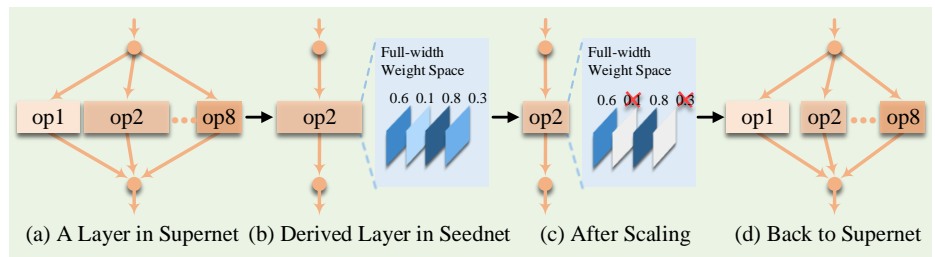 op1 op2 op8
(a) A Layer in Supernet
op2
Full-width
Weight Space
0.6 0.1 0.8 0.3
(b) Derived Layer in Seednet
op2
Full-width
Weight Space
0.6 0.1 0.8 0.3
(c) After Scaling
op1 op2 op8
(d) Back to Supernet